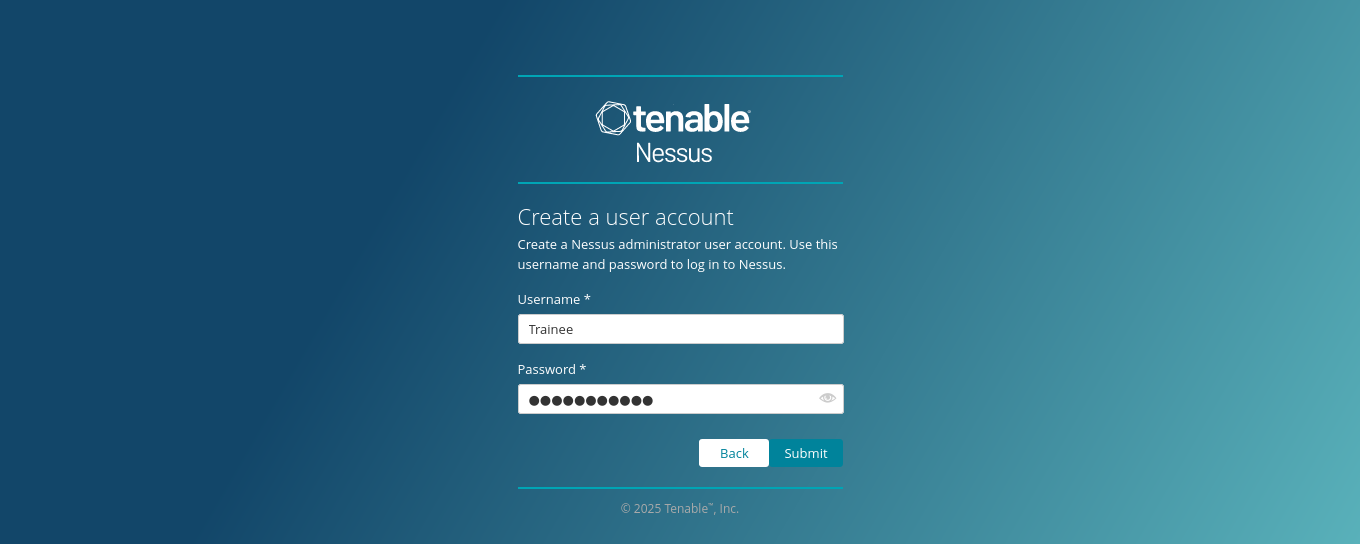 tenable®
Nessus
Create a user account
Create a Nessus administrator user account. Use this
username and password to log in to Nessus.
Username *
Trainee
Password *
●●●●●●●●●●●
Back
Submit
© 2025 Tenable™, Inc.